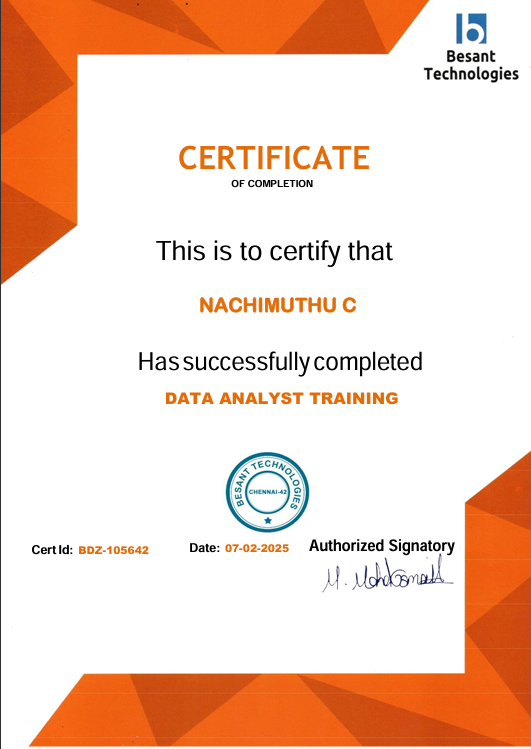 Besant
Technologies
CERTIFICATE
OF COMPLETION
This is to certify that
NACHIMUTHU C
Has successfully completed
DATA ANALYST TRAINING
BESANT TECHNOLOGIES
CHENNAI-42
Cert Id: BDZ-105642
Date: 07-02-2025
Authorized Signatory